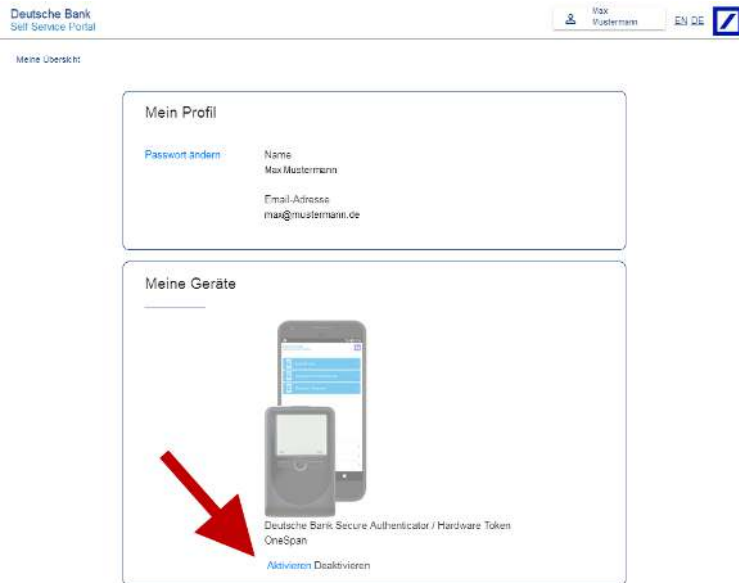 Deutsche Bank
Self Service Portal
Max
Mustermann
EN DE
Meine Übersicht
Mein Profil
Passwort ändern
Name
Max Mustermann
Email-Adresse
max@mustermann.de
Meine Geräte
Deutsche Bank Secure Authenticator / Hardware Token
OneSpan
Aktivieren Deaktivieren